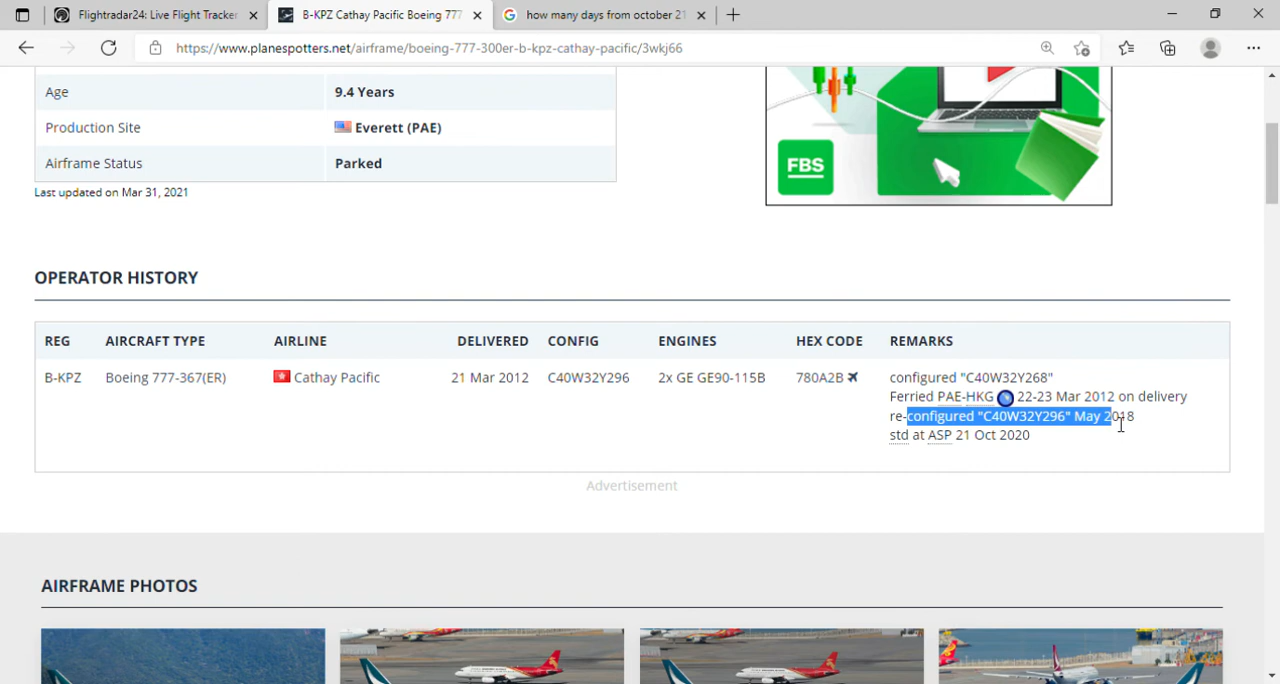 Flightradar24: Live Flight Tracker
B-KPZ Cathay Pacific Boeing 777
how many days from october 21
https://www.planespotters.net/airframe/boeing-777-300er-b-kpz-cathay-pacific/3wkj66
Age 9.4 Years
Production Site Everett (PAE)
Airframe Status Parked
Last updated on Mar 31, 2021
FBS
OPERATOR HISTORY
REG AIRCRAFT TYPE AIRLINE DELIVERED CONFIG ENGINES HEX CODE REMARKS
B-KPZ Boeing 777-367(ER) Cathay Pacific 21 Mar 2012 C40W32Y296 2x GE GE90-115B 780A2B configured "C40W32Y268"
Ferried PAE-HKG 22-23 Mar 2012 on delivery
re-configured "C40W32Y296" May 2018
std at ASP 21 Oct 2020
Advertisement
AIRFRAME PHOTOS